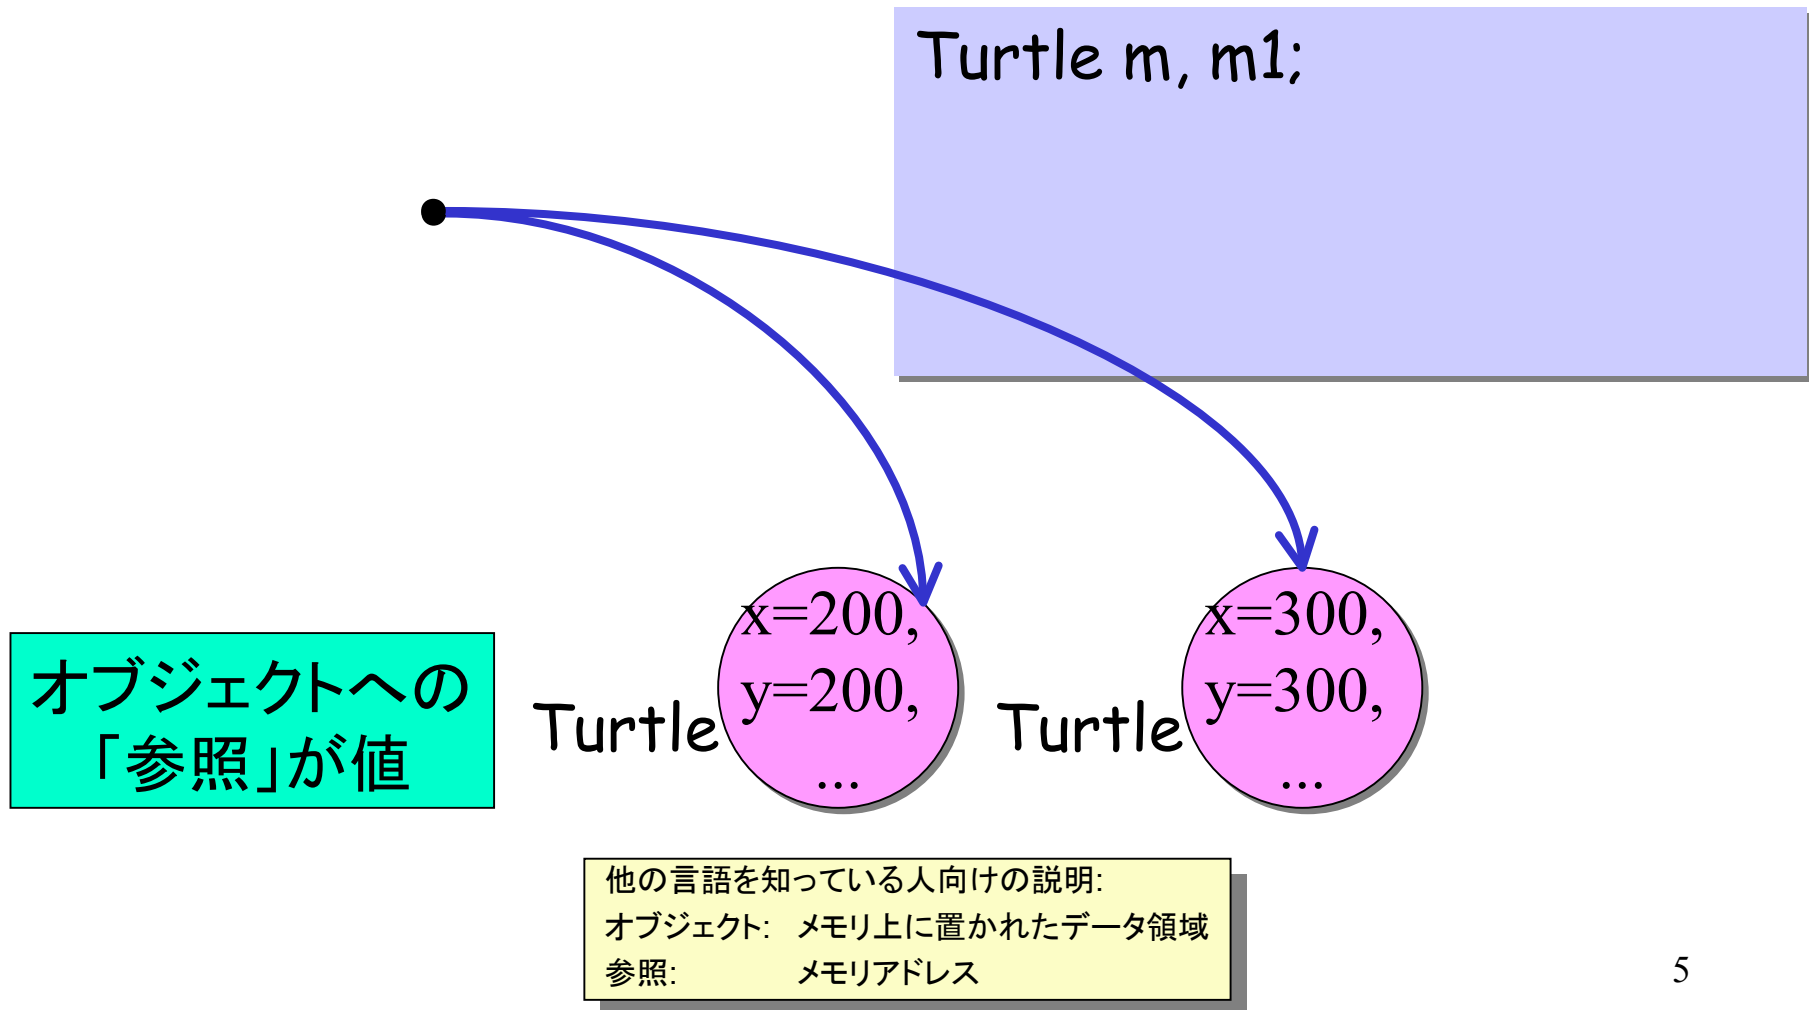 Turtle m, m1;
x=200,
y=200,
Turtle
...
x=300,
y=300,
Turtle
...
オブジェクトへの
「参照」が値
他の言語を知っている人向けの説明:
オブジェクト: メモリ上に置かれたデータ領域
参照: メモリアドレス
5